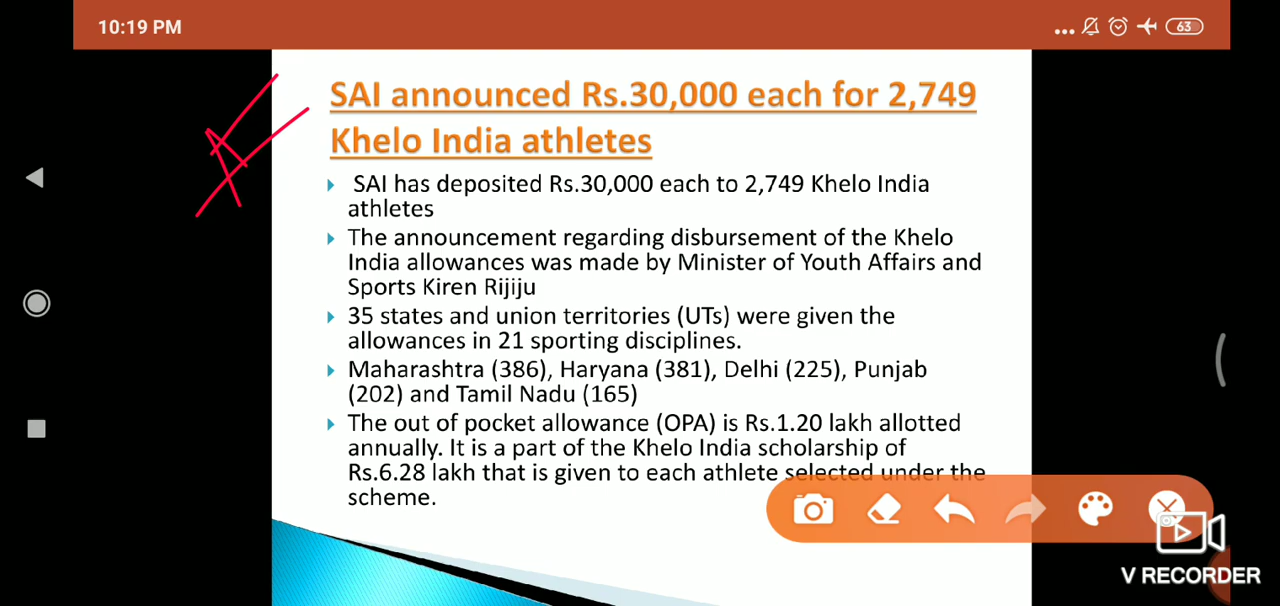 10:19 PM
63
SAI announced Rs.30,000 each for 2,749
Khelo India athletes
SAI has deposited Rs.30,000 each to 2,749 Khelo India
athletes
The announcement regarding disbursement of the Khelo
India allowances was made by Minister of Youth Affairs and
Sports Kiren Rijiju
35 states and union territories (UTs) were given the
allowances in 21 sporting disciplines.
Maharashtra (386), Haryana (381), Delhi (225), Punjab
(202) and Tamil Nadu (165)
The out of pocket allowance (OPA) is Rs.1.20 lakh allotted
annually. It is a part of the Khelo India scholarship of
Rs.6.28 lakh that is given to each athlete selected under the
scheme.
V RECORDER